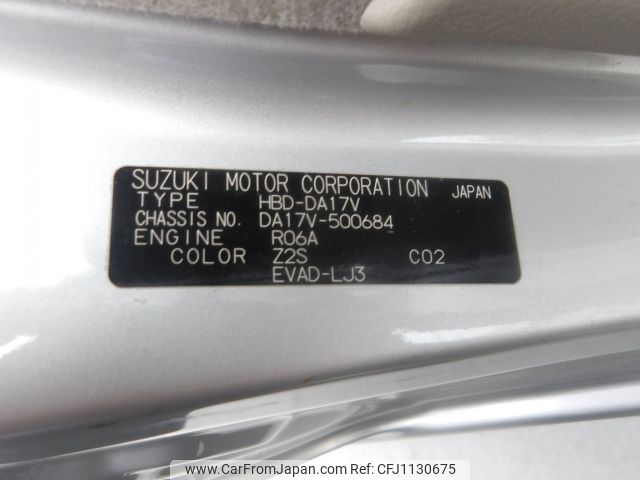 SUZUKI MOTOR CORPORATION JAPAN
TYPE HBD-DA17V
CHASSIS NO. DA17V-500684
ENGINE R06A
COLOR Z2S C02
EVAD-LJ3
www.CarFromJapan.com CFJ1130675